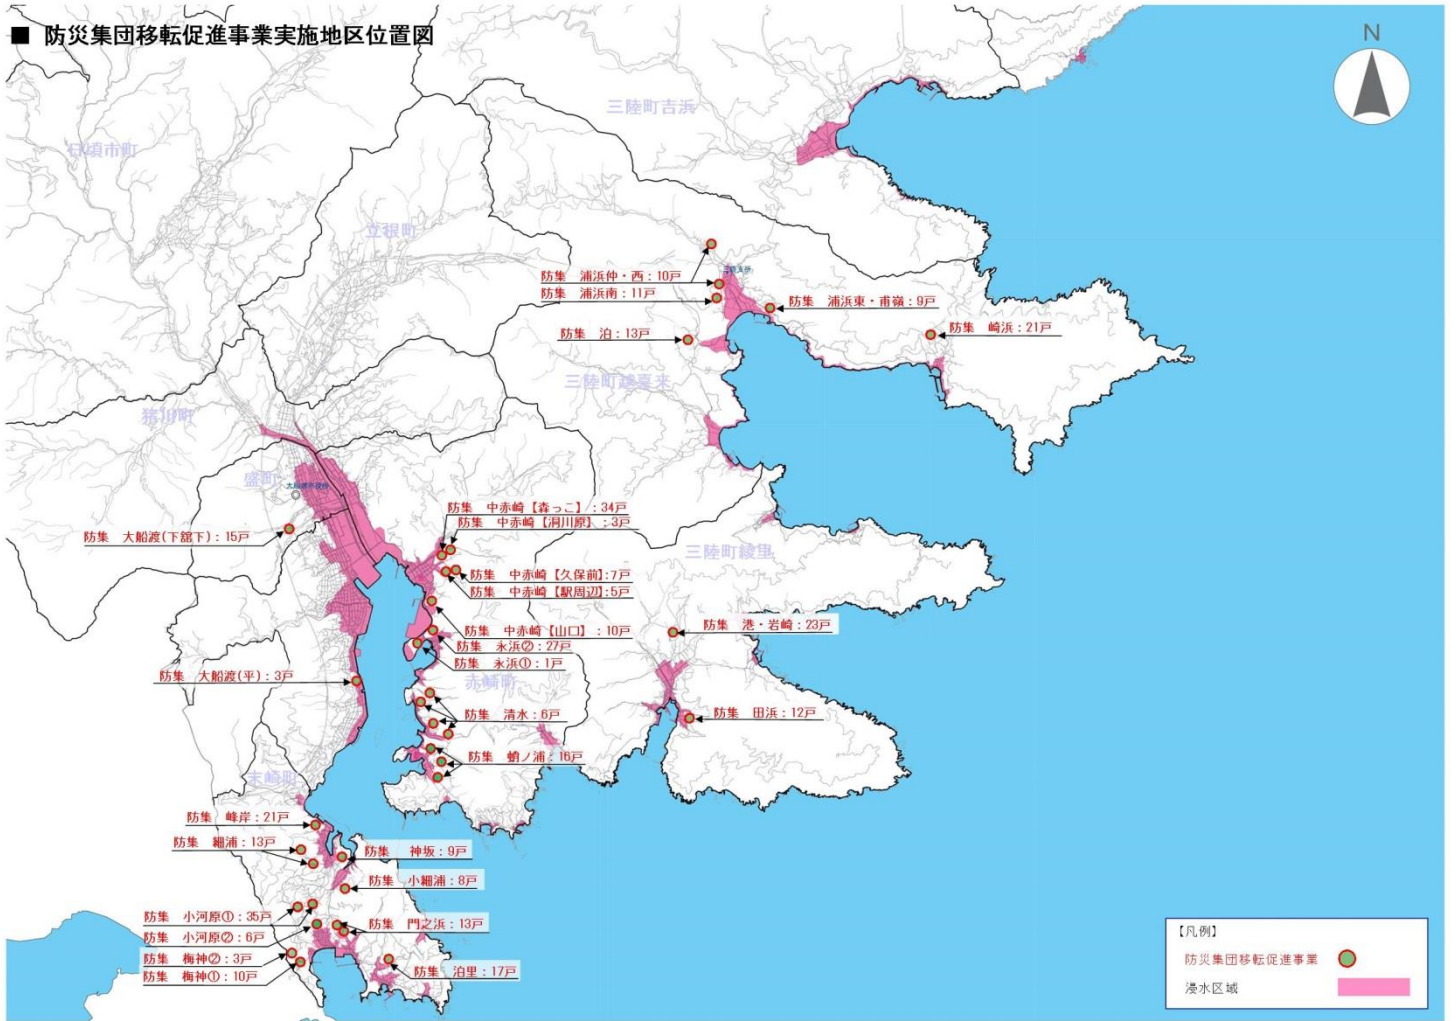 ■ 防災集団移転促進事業実施地区位置図
N
三陸町吉浜
日頃市町
立根町
防集 浦浜仲・西：10戸
防集 浦浜南：11戸
防集 浦浜東・甫嶺：9戸
防集 泊：13戸
防集 崎浜：21戸
三陸町越喜来
猪川町
盛町
防集 大船渡(下舘下)：15戸
防集 中赤崎【森っこ】：34戸
防集 中赤崎【洞川原】：3戸
防集 中赤崎【久保前】:7戸
防集 中赤崎【駅周辺】:5戸
三陸町綾里
防集 中赤崎【山口】：10戸
防集 港・岩崎：23戸
防集 永浜②：27戸
防集 永浜①：1戸
防集 大船渡(平)：3戸
赤崎町
防集 清水：6戸
防集 田浜：12戸
防集 蛸ノ浦：16戸
末崎町
防集 峰岸：21戸
防集 細浦：13戸
防集 神坂：9戸
防集 小細浦：8戸
防集 小河原①：35戸
防集 門之浜：13戸
防集 小河原②：6戸
防集 梅神②：3戸
防集 梅神①：10戸
防集 泊里：17戸
【凡例】
防災集団移転促進事業
浸水区域